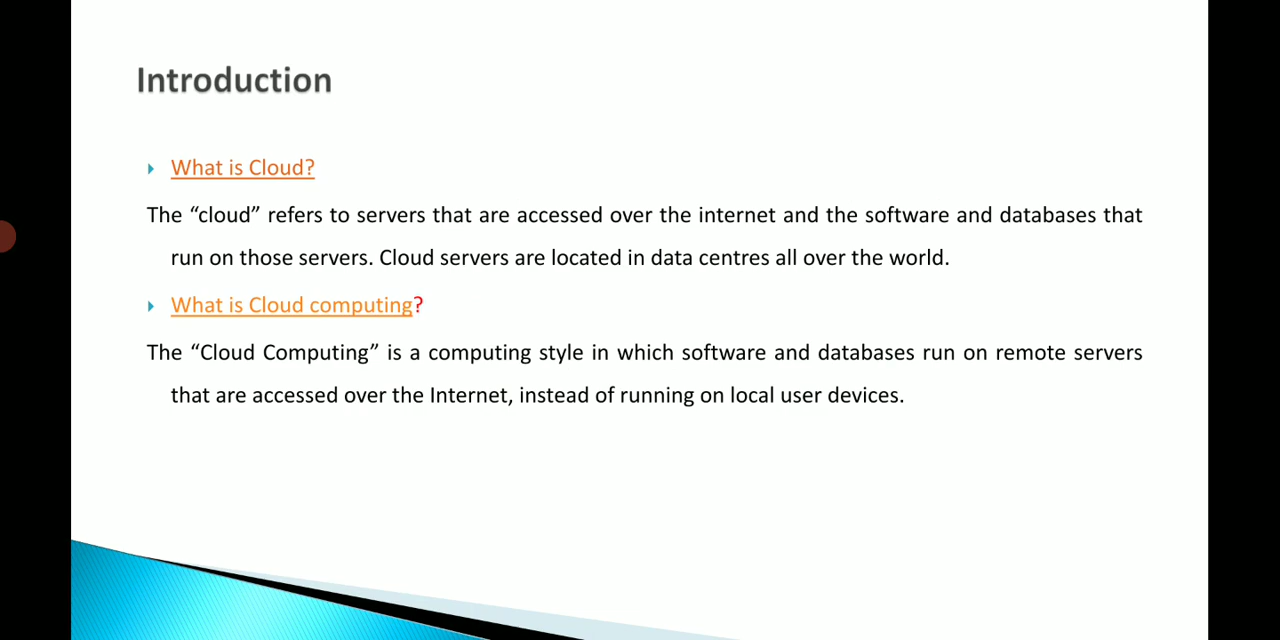 Introduction
What is Cloud?
The “cloud” refers to servers that are accessed over the internet and the software and databases that
run on those servers. Cloud servers are located in data centres all over the world.
What is Cloud computing?
The “Cloud Computing” is a computing style in which software and databases run on remote servers
that are accessed over the Internet, instead of running on local user devices.